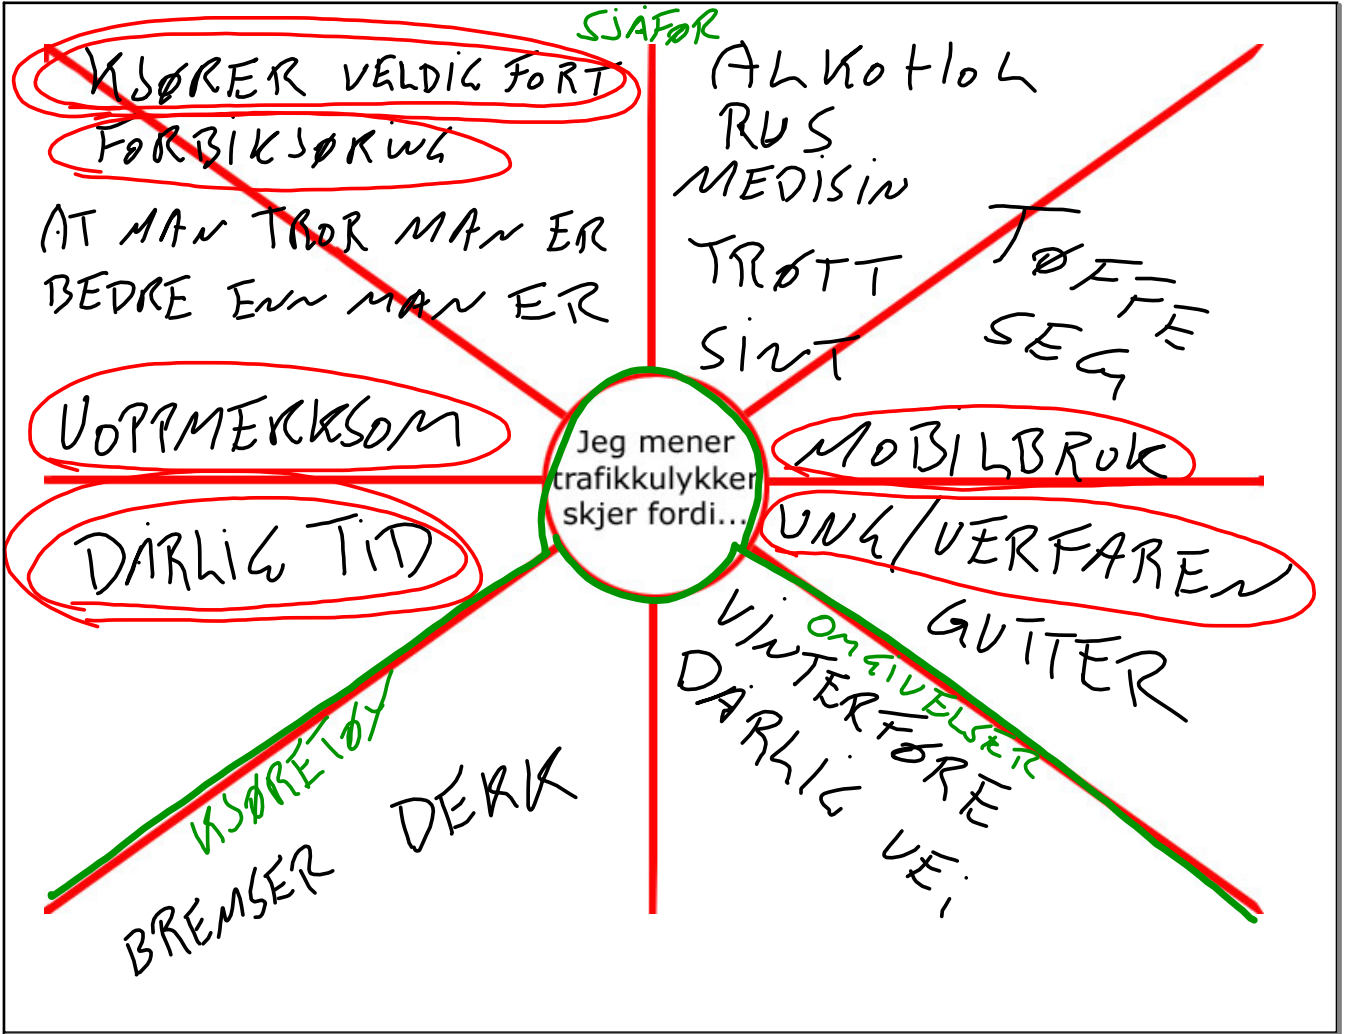 SJÅFØR
KJØRER VELDIG FORT
FORBIKJØRING
AT MAN TROR MAN ER
BEDRE ENN MAN ER
UOPPMERKSOM
DÅRLIG TID
ALKOHOL
RUS
MEDISIN
TRØTT
SINT
TØFFE
SEG
MOBILBRUK
UNG/UERFAREN
GUTTER
Jeg mener
trafikkulykker
skjer fordi...
OMGIVELSER
VINTERFØRE
DÅRLIG VEI
KJØRETØY
DEKK
BREMSER